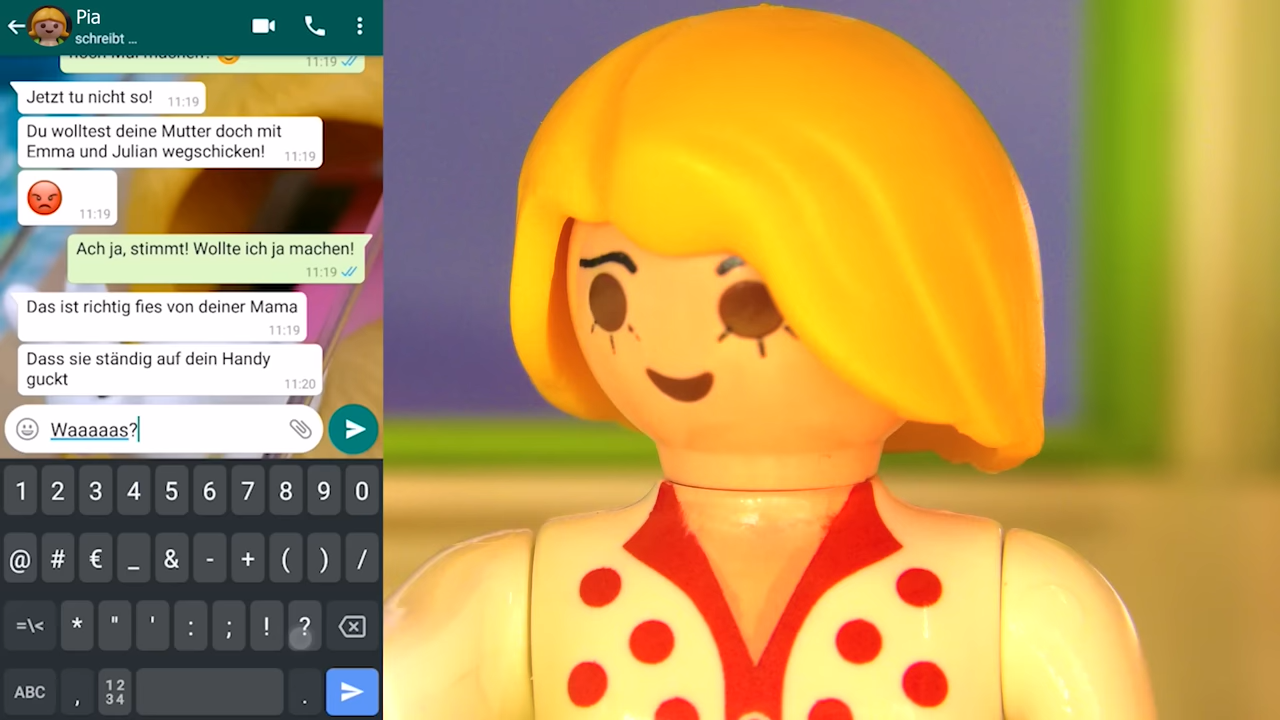 Pia
schreibt ...
noch Mal machen?
11:19
Jetzt tu nicht so!
11:19
Du wolltest deine Mutter doch mit
Emma und Julian wegschicken!
11:19
11:19
Ach ja, stimmt! Wollte ich ja machen!
11:19
Das ist richtig fies von deiner Mama
11:19
Dass sie ständig auf dein Handy
guckt
11:20
Waaaaas?
1 2 3 4 5 6 7 8 9 0
@ # € _ & - + ( ) /
=\< * " ' : ; ! ?
ABC , 12 34 .